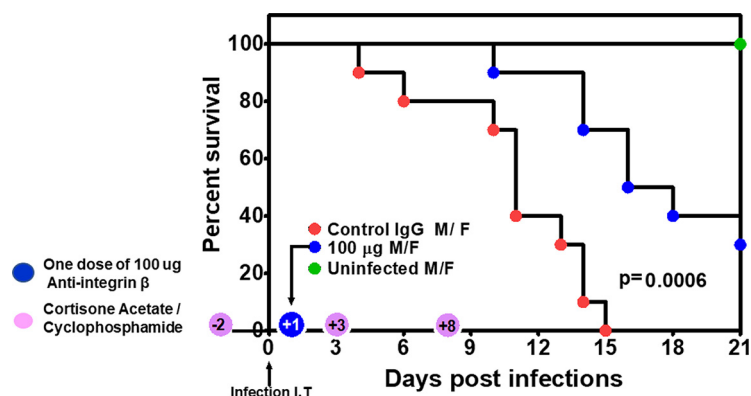 100
80
60
40
20
0
Percent survival
Control IgG M/ F
100 μg M/F
Uninfected M/F
p=0.0006
One dose of 100 ug
Anti-integrin β
Cortisone Acetate /
Cyclophosphamide
-2
+1
+3
+8
0 3 6 9 12 15 18 21
Days post infections
Infection I.T